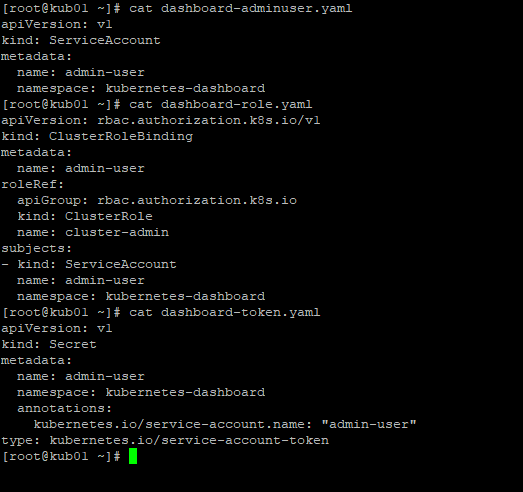 [root@kub01 ~]# cat dashboard-adminuser.yaml
apiVersion: v1
kind: ServiceAccount
metadata:
  name: admin-user
  namespace: kubernetes-dashboard
[root@kub01 ~]# cat dashboard-role.yaml
apiVersion: rbac.authorization.k8s.io/v1
kind: ClusterRoleBinding
metadata:
  name: admin-user
roleRef:
  apiGroup: rbac.authorization.k8s.io
  kind: ClusterRole
  name: cluster-admin
subjects:
- kind: ServiceAccount
  name: admin-user
  namespace: kubernetes-dashboard
[root@kub01 ~]# cat dashboard-token.yaml
apiVersion: v1
kind: Secret
metadata:
  name: admin-user
  namespace: kubernetes-dashboard
  annotations:
    kubernetes.io/service-account.name: "admin-user"
type: kubernetes.io/service-account-token
[root@kub01 ~]#